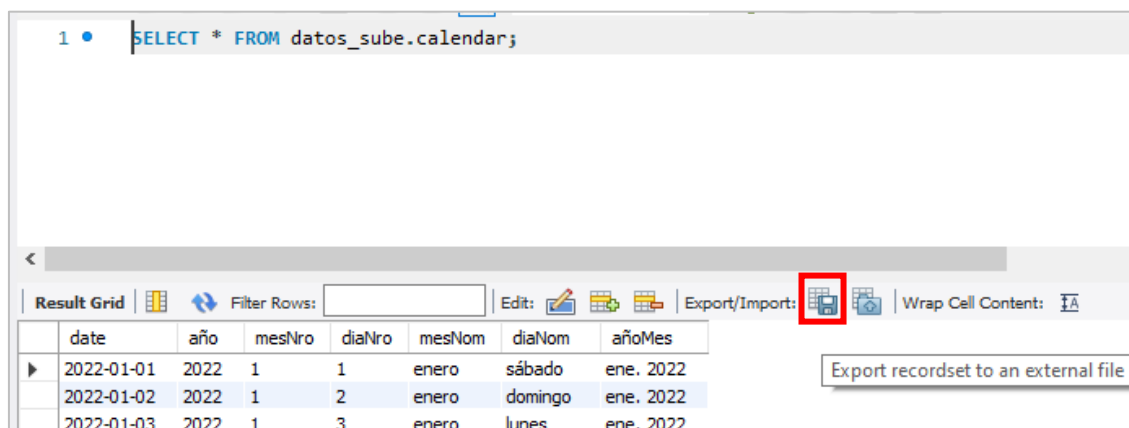 1 SELECT * FROM datos_sube.calendar;
Result Grid Filter Rows: Edit: Export/Import: Wrap Cell Content: IA
date año mesNro diaNro mesNom diaNom añoMes
2022-01-01 2022 1 1 enero sábado ene. 2022
Export recordset to an external file
2022-01-02 2022 1 2 enero domingo ene. 2022
2022-01-03 2022 1 3 enero lunes ene. 2022